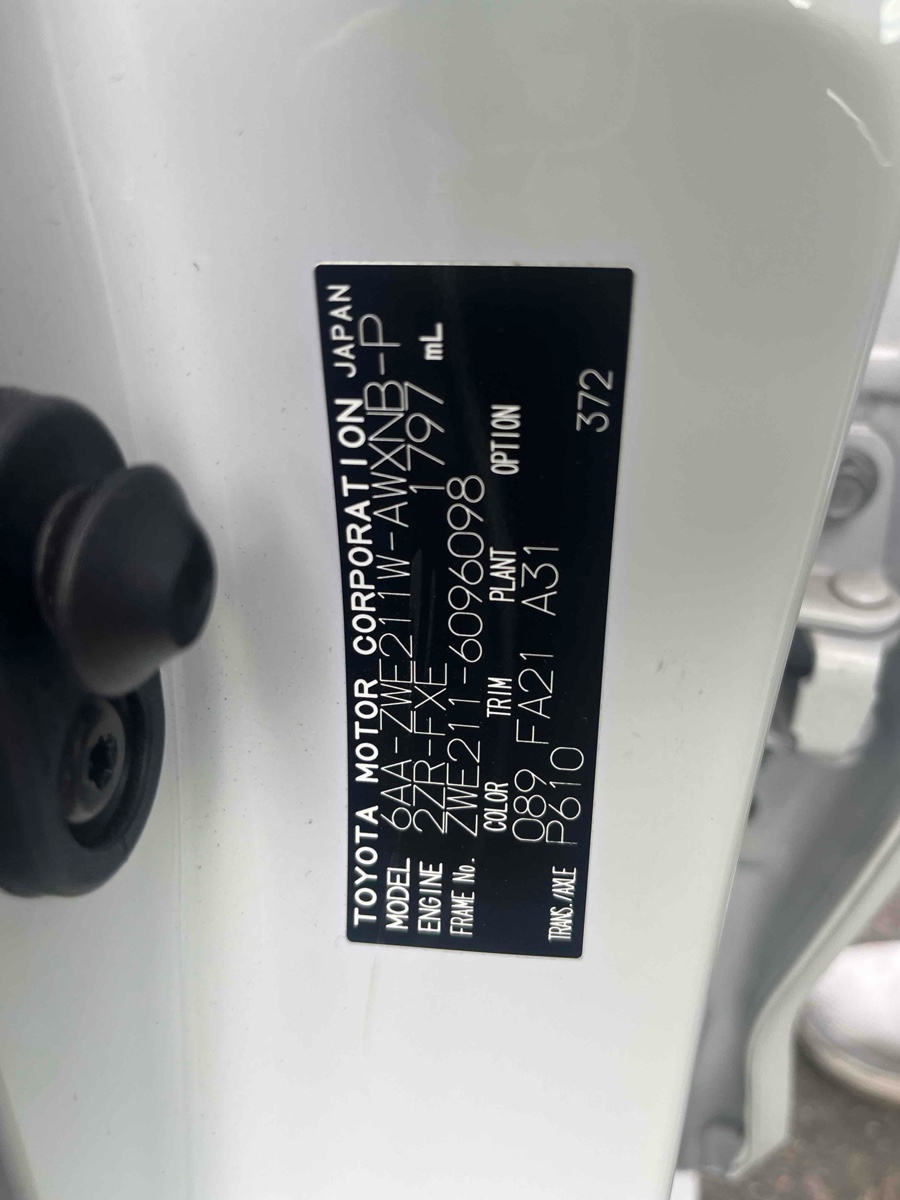 TOYOTA MOTOR CORPORATION JAPAN
MODEL 6AA-ZWE211W-AWXNB-P
ENGINE 2ZR-FXE 1797 mL
FRAME No. ZWE211-6096098
COLOR TRIM PLANT OPTION
089 FA21 A31
TRANS./AXLE P610 372